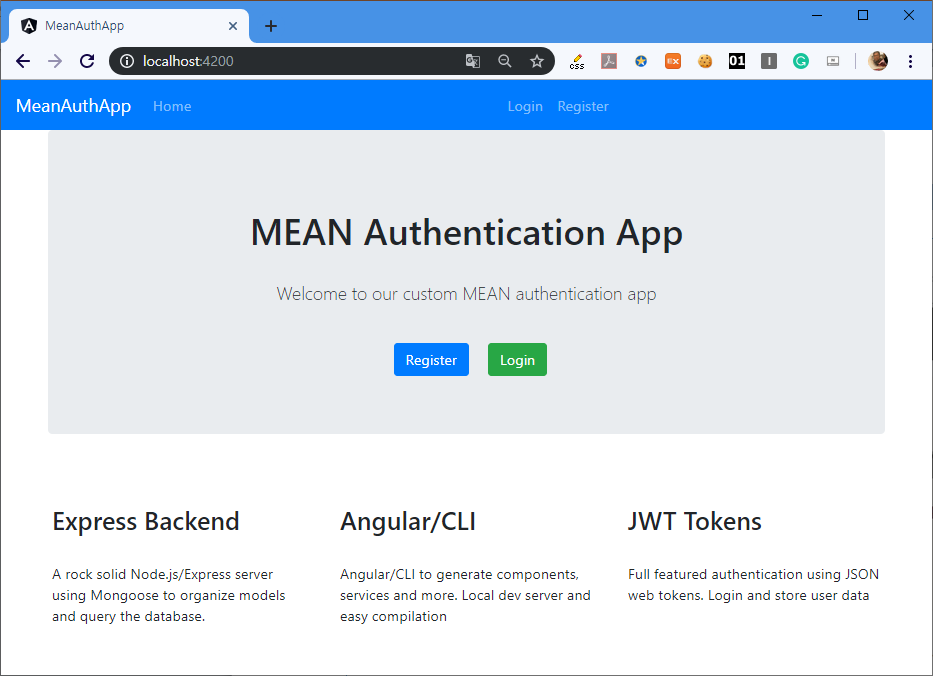 MeanAuthApp
localhost:4200
css
EX
01
I
G
MeanAuthApp Home Login Register
MEAN Authentication App
Welcome to our custom MEAN authentication app
Register Login
Express Backend
A rock solid Node.js/Express server
using Mongoose to organize models
and query the database.
Angular/CLI
Angular/CLI to generate components,
services and more. Local dev server and
easy compilation
JWT Tokens
Full featured authentication using JSON
web tokens. Login and store user data